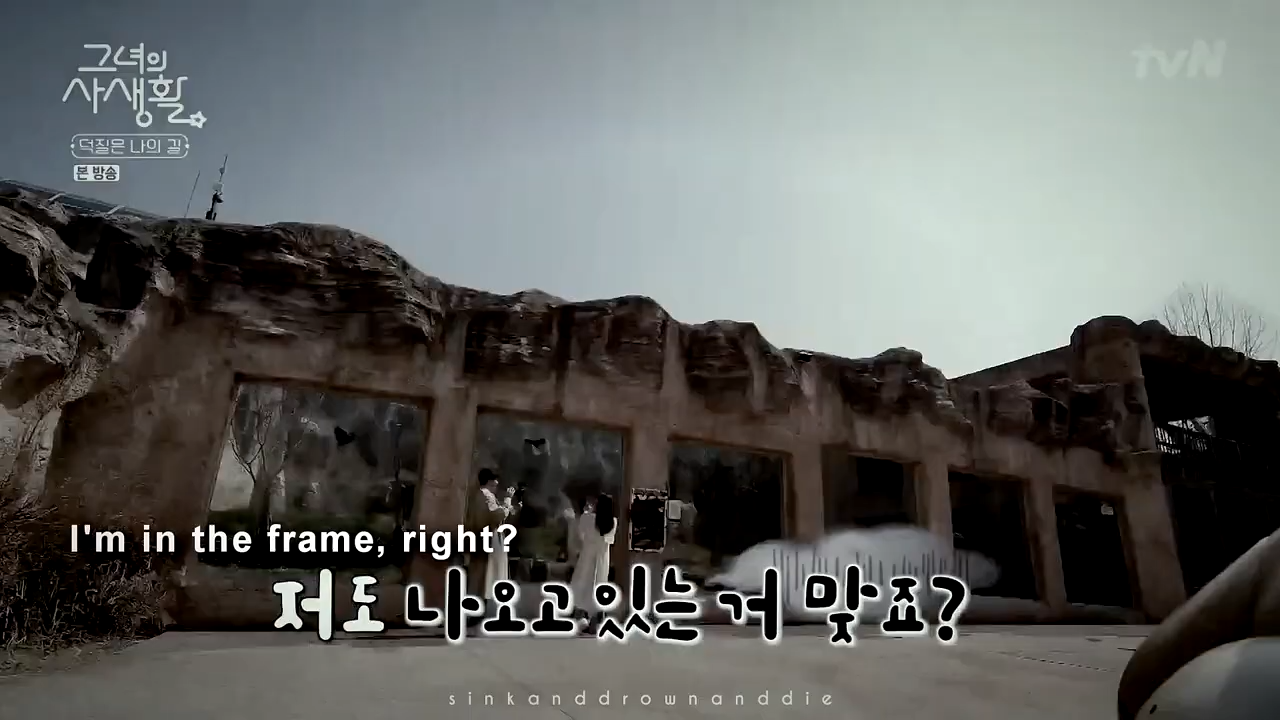 그녀의
사생활
덕질은 나의 길
본 방송
tvN
I'm in the frame, right?
저도 나오고 있는 거 맞죠?
sinkanddrownanddie